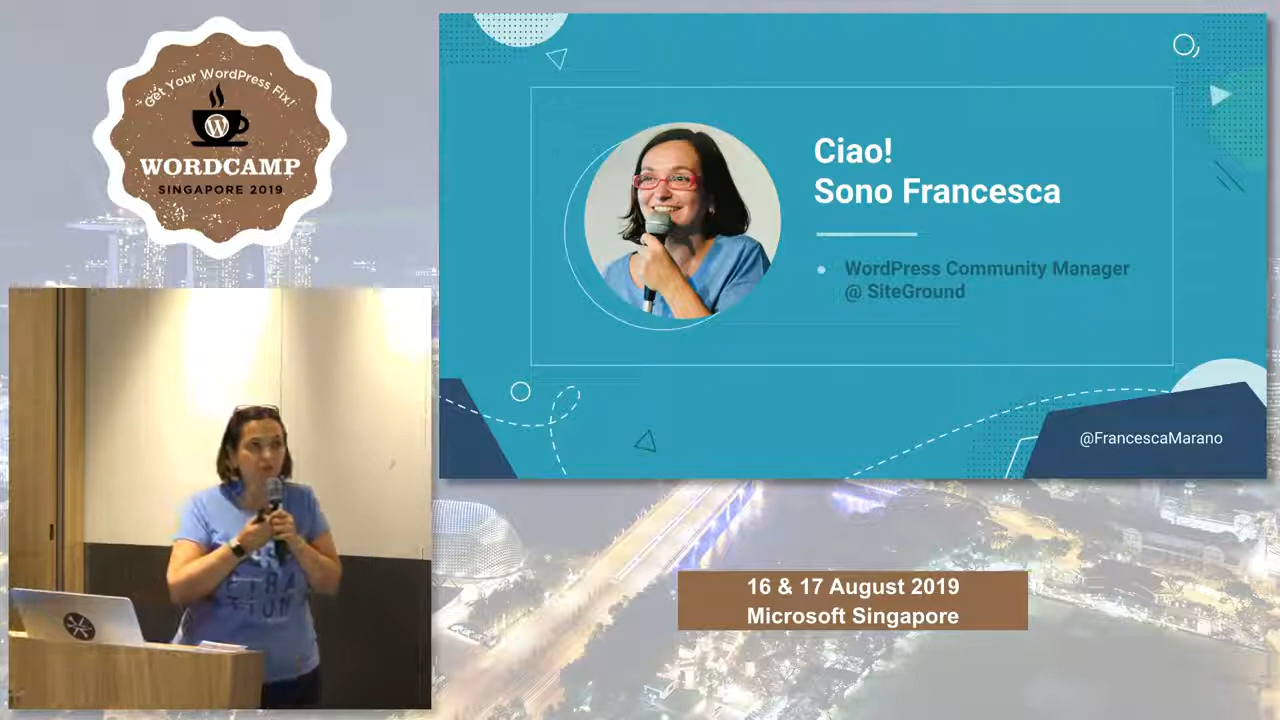 Get Your WordPress Fix!
WORDCAMP
SINGAPORE 2019
Ciao!
Sono Francesca
WordPress Community Manager
@ SiteGround
@FrancescaMarano
16 & 17 August 2019
Microsoft Singapore